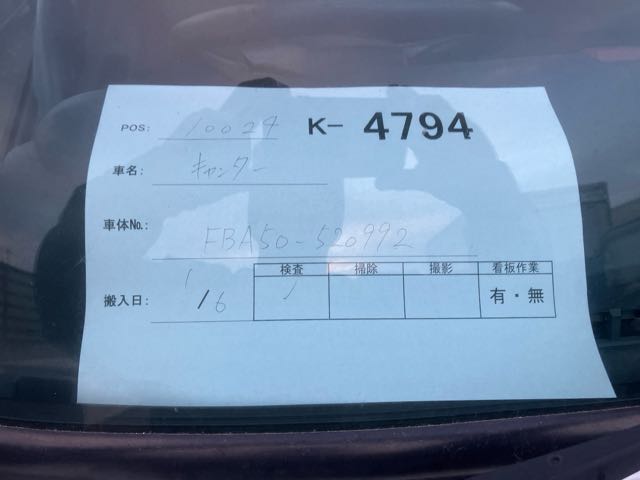 POS: 10024 K-4794
車名: キャンター
車体No.: FBA50-520992
検査 掃除 撮影 看板作業
搬入日: 1/6 有・無